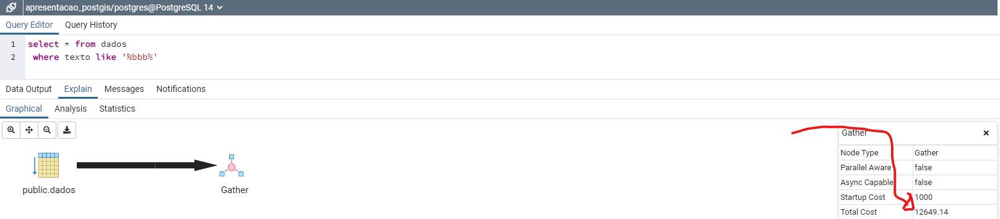 apresentacao_postgis/postgres@PostgreSQL 14
Query Editor Query History
1 select * from dados
2 where texto like '%bbb%'
Data Output Explain Messages Notifications
Graphical Analysis Statistics
public.dados
Gather
Gather
Node Type Gather
Parallel Aware false
Async Capable false
Startup Cost 1000
Total Cost 12649.14